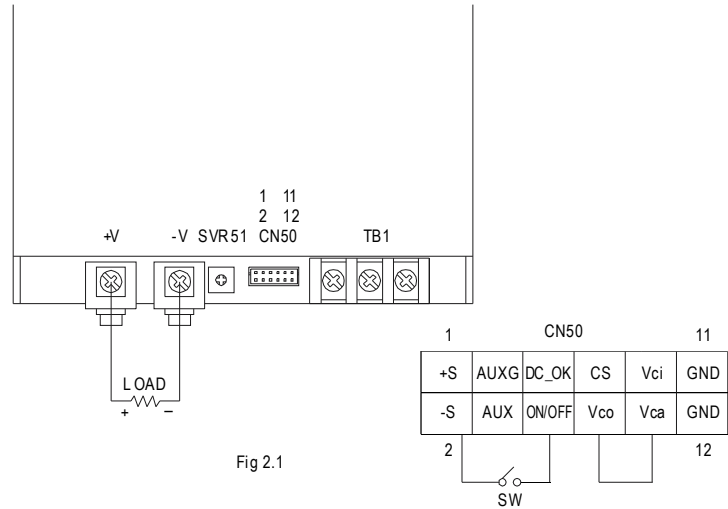 1 11
2 12
+V -V SVR51 CN50 TB1
LOAD
+ −
Fig 2.1
1 CN50 11
+S AUXG DC_OK CS Vci GND
-S AUX ON/OFF Vco Vca GND
2 12
SW